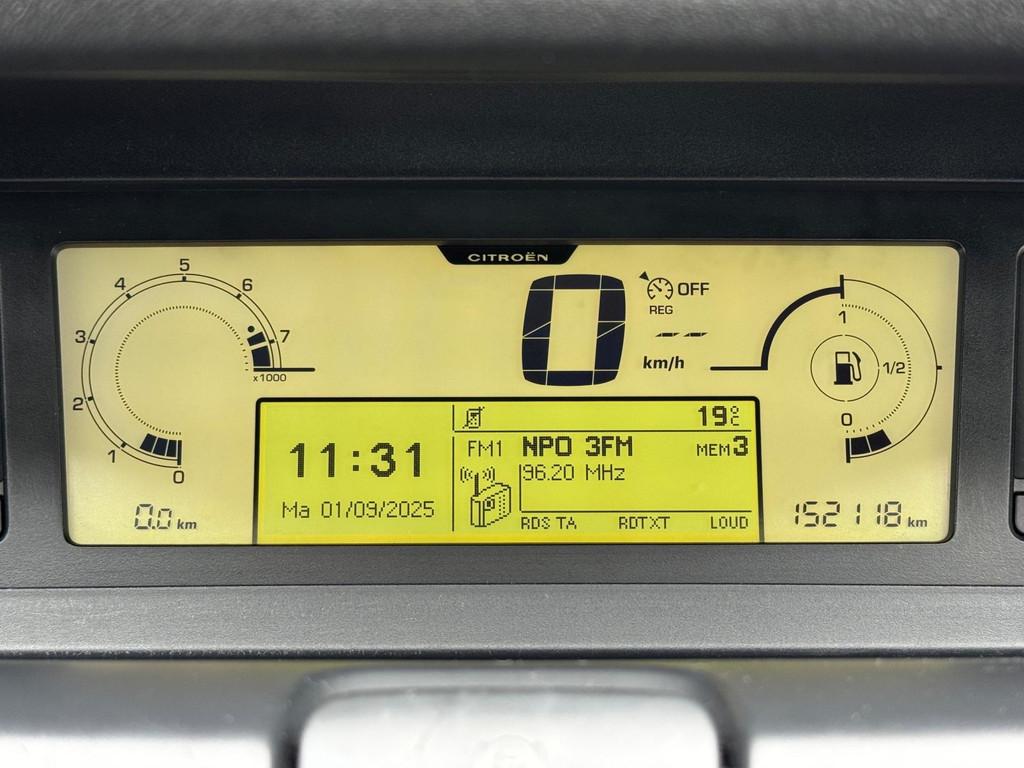 CITROËN
5
4
6
3
7
x1000
2
1
0
0.0 km
0
km/h
OFF
REG
-- --
1
1/2
0
152118 km
11:31
Ma 01/09/2025
19°C
FM1 NPO 3FM MEM3
96.20 MHz
RDS TA RDTXT LOUD